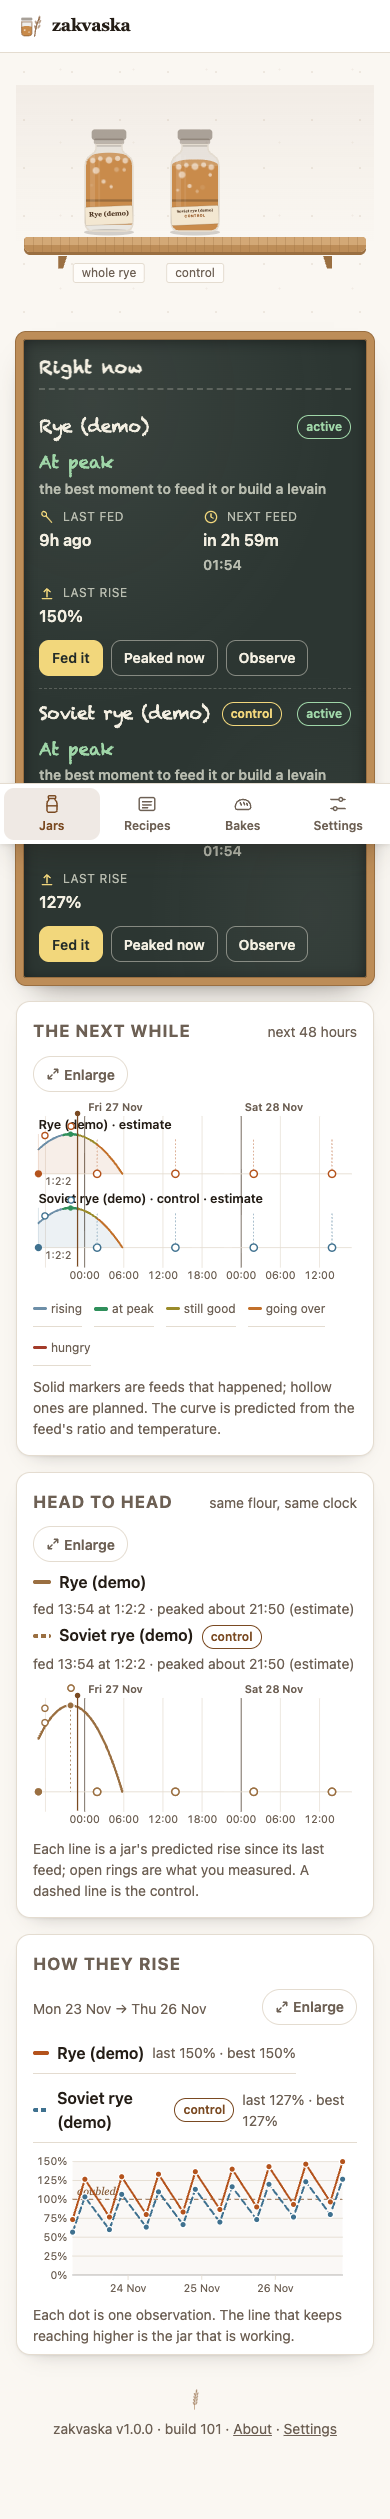 zakvaska
Rye (demo)
Soviet rye (demo)
CONTROL
whole rye
control
Right now
Rye (demo)
active
At peak
the best moment to feed it or build a levain
LAST FED
NEXT FEED
9h ago
in 2h 59m
01:54
LAST RISE
150%
Fed it
Peaked now
Observe
Soviet rye (demo)
control
active
At peak
the best moment to feed it or build a levain
Jars
Recipes
Bakes
Settings
01:54
LAST RISE
127%
Fed it
Peaked now
Observe
THE NEXT WHILE
next 48 hours
Enlarge
Fri 27 Nov
Sat 28 Nov
Rye (demo) · estimate
1:2:2
Soviet rye (demo) · control · estimate
1:2:2
00:00 06:00 12:00 18:00 00:00 06:00 12:00
rising
at peak
still good
going over
hungry
Solid markers are feeds that happened; hollow
ones are planned. The curve is predicted from the
feed's ratio and temperature.
HEAD TO HEAD
same flour, same clock
Enlarge
Rye (demo)
fed 13:54 at 1:2:2 · peaked about 21:50 (estimate)
Soviet rye (demo)
control
fed 13:54 at 1:2:2 · peaked about 21:50 (estimate)
Fri 27 Nov
Sat 28 Nov
00:00 06:00 12:00 18:00 00:00 06:00 12:00
Each line is a jar's predicted rise since its last
feed; open rings are what you measured. A
dashed line is the control.
HOW THEY RISE
Mon 23 Nov → Thu 26 Nov
Enlarge
Rye (demo)
last 150% · best 150%
Soviet rye
(demo)
control
last 127% · best
127%
150%
125%
doubled
100%
75%
50%
25%
0%
24 Nov
25 Nov
26 Nov
Each dot is one observation. The line that keeps
reaching higher is the jar that is working.
zakvaska v1.0.0 · build 101 · About · Settings